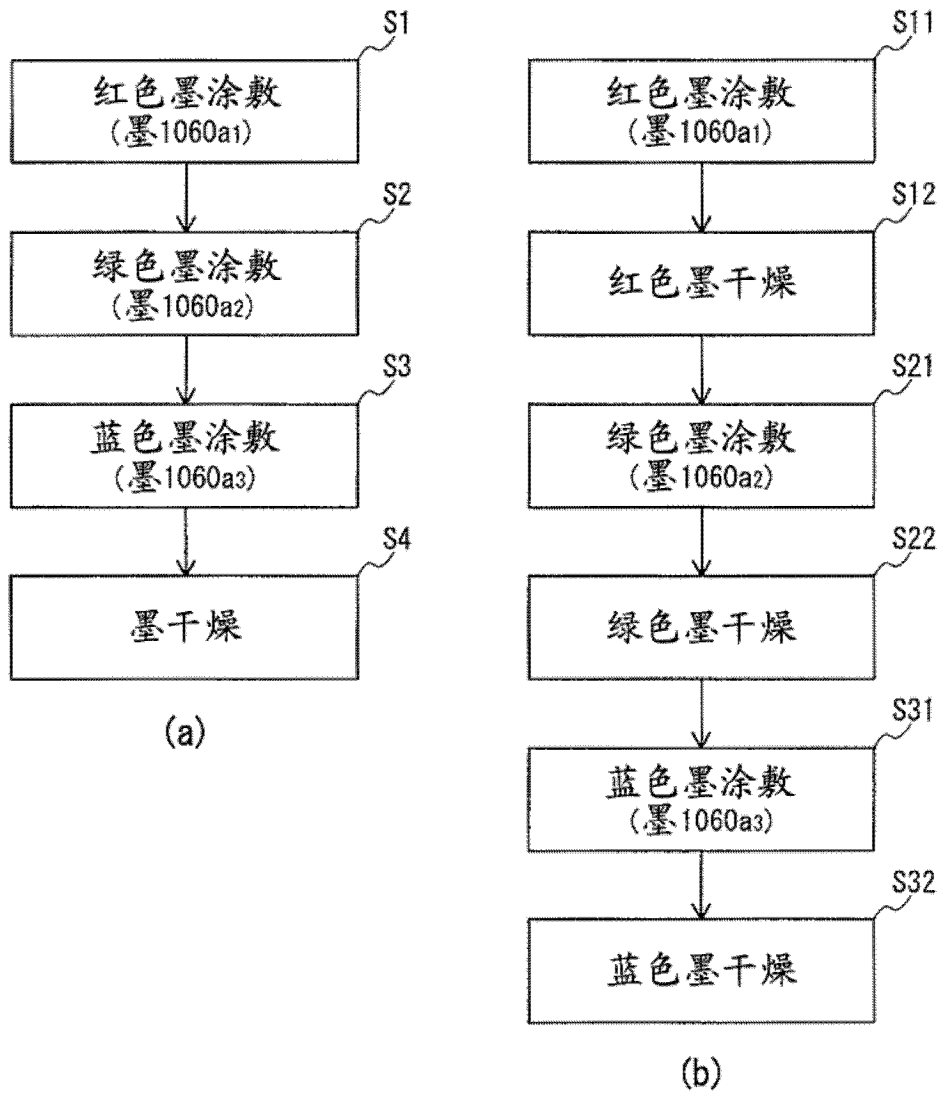 S1
红色墨涂敷
(墨1060a1)
S2
绿色墨涂敷
(墨1060a2)
S3
蓝色墨涂敷
(墨1060a3)
S4
墨干燥
(a)
S11
红色墨涂敷
(墨1060a1)
S12
红色墨干燥
S21
绿色墨涂敷
(墨1060a2)
S22
绿色墨干燥
S31
蓝色墨涂敷
(墨1060a3)
S32
蓝色墨干燥
(b)